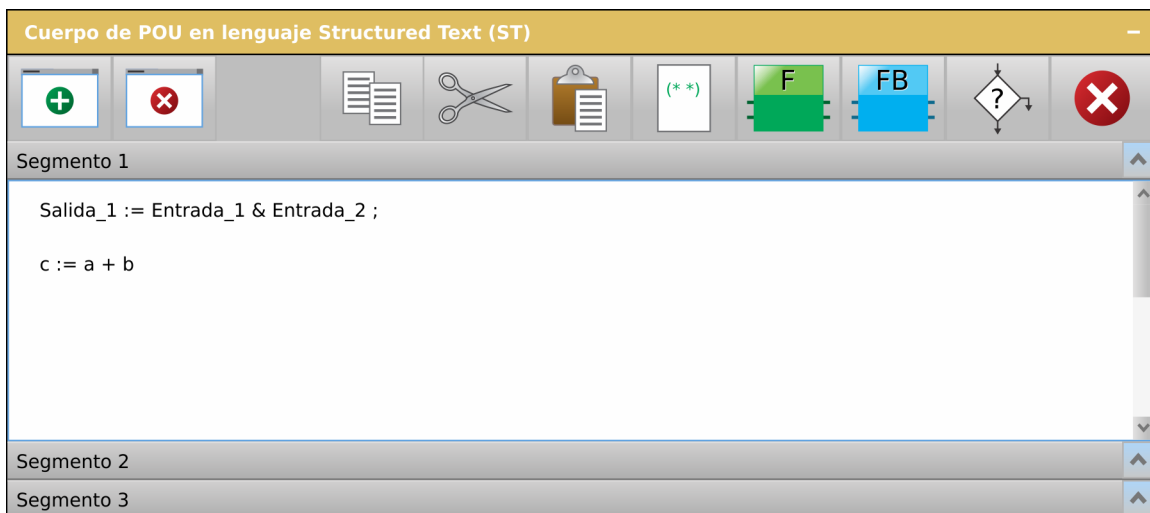 Cuerpo de POU en lenguaje Structured Text (ST)
(* *) F FB ?
Segmento 1
Salida_1 := Entrada_1 & Entrada_2 ;
c := a + b
Segmento 2
Segmento 3